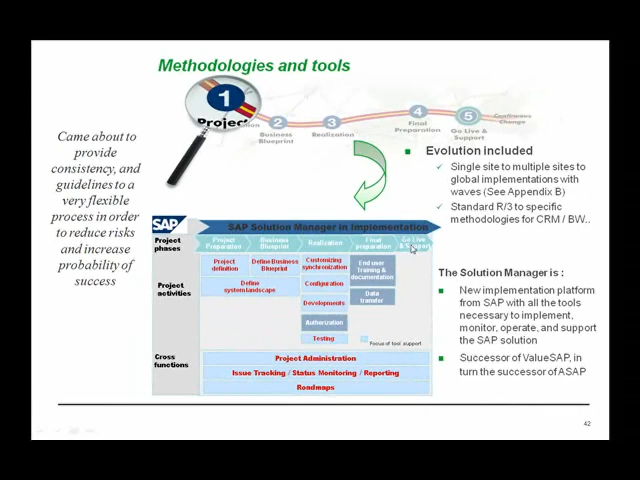 Methodologies and tools
1
Project
2
Business
Blueprint
3
Realization
4
Final
Preparation
5
Go Live &
Support
Continuous
Change
Came about to
provide
consistency, and
guidelines to a
very flexible
process in order
to reduce risks
and increase
probability of
success
Evolution included
Single site to multiple sites to
global implementations with
waves (See Appendix B)
Standard R/3 to specific
methodologies for CRM / BW..
SAP
SAP Solution Manager in Implementation
Project
phases
Project
Preparation
Business
Blueprint
Realization
Final
preparation
Go Live
& Support
Project
activities
Project
definition
Define Business
Blueprint
Define
system landscape
Customizing
synchronization
Configuration
Developments
Authorization
Testing
End user
Training &
documentation
Data
transfer
Focus of tool support
Cross
functions
Project Administration
Issue Tracking / Status Monitoring / Reporting
Roadmaps
The Solution Manager is :
New implementation platform
from SAP with all the tools
necessary to implement,
monitor, operate, and support
the SAP solution
Successor of ValueSAP, in
turn the successor of ASAP
42